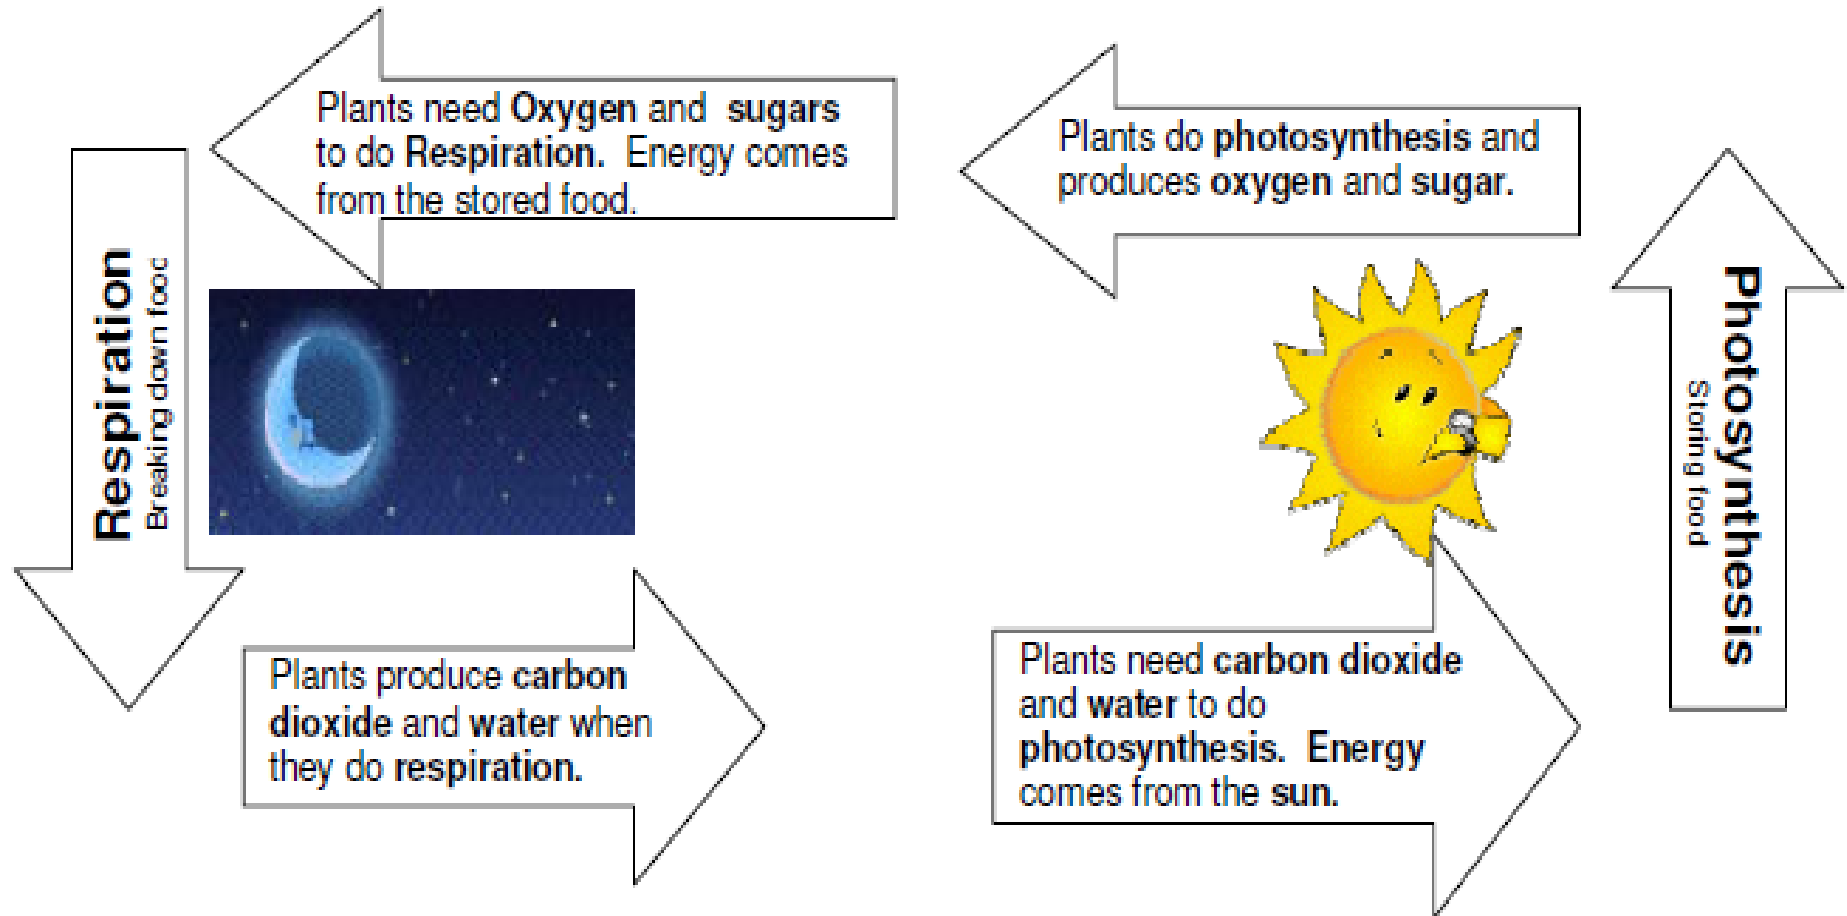 Plants need Oxygen and sugars
to do Respiration. Energy comes
from the stored food.
Plants do photosynthesis and
produces oxygen and sugar.
Respiration
Breaking down food
Photosynthesis
Storing food
Plants produce carbon
dioxide and water when
they do respiration.
Plants need carbon dioxide
and water to do
photosynthesis. Energy
comes from the sun.